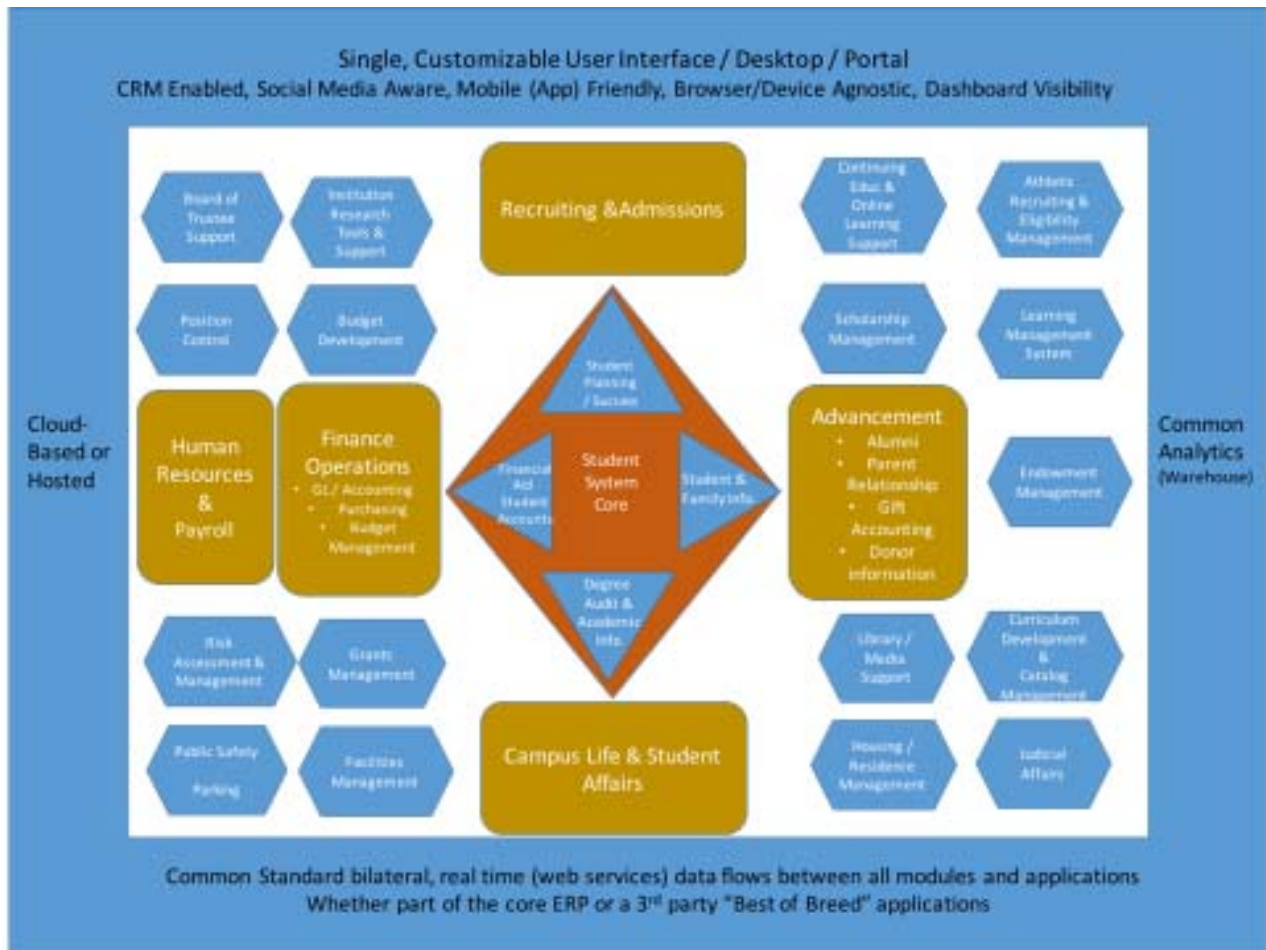 Single, Customizable User Interface / Desktop / Portal
CRM Enabled, Social Media Aware, Mobile (App) Friendly, Browser/Device Agnostic, Dashboard Visibility
Board of
Trustee
Support
Institution
Research
Tools &
Support
Recruiting &Admissions
Continuing
Educ &
Online
Learning
Support
Athletic
Recruiting &
Eligibility
Management
Position
Control
Budget
Development
Scholarship
Management
Learning
Management
System
Student
Planning
/ Success
Cloud-
Based or
Hosted
Human
Resources
&
Payroll
Finance
Operations
• GL / Accounting
• Purchasing
• Budget
Management
Financial
Aid
Student
Accounts
Student
System
Core
Student &
Family Info.
Advancement
• Alumni
• Parent
Relationship
• Gift
Accounting
• Donor
information
Endowment
Management
Common
Analytics
(Warehouse)
Degree
Audit &
Academic
Info.
Risk
Assessment &
Management
Grants
Management
Library /
Media
Support
Curriculum
Development
&
Catalog
Management
Public Safety
Parking
Facilities
Management
Campus Life & Student
Affairs
Housing /
Residence
Management
Judicial
Affairs
Common Standard bilateral, real time (web services) data flows between all modules and applications
Whether part of the core ERP or a 3rd party "Best of Breed" applications